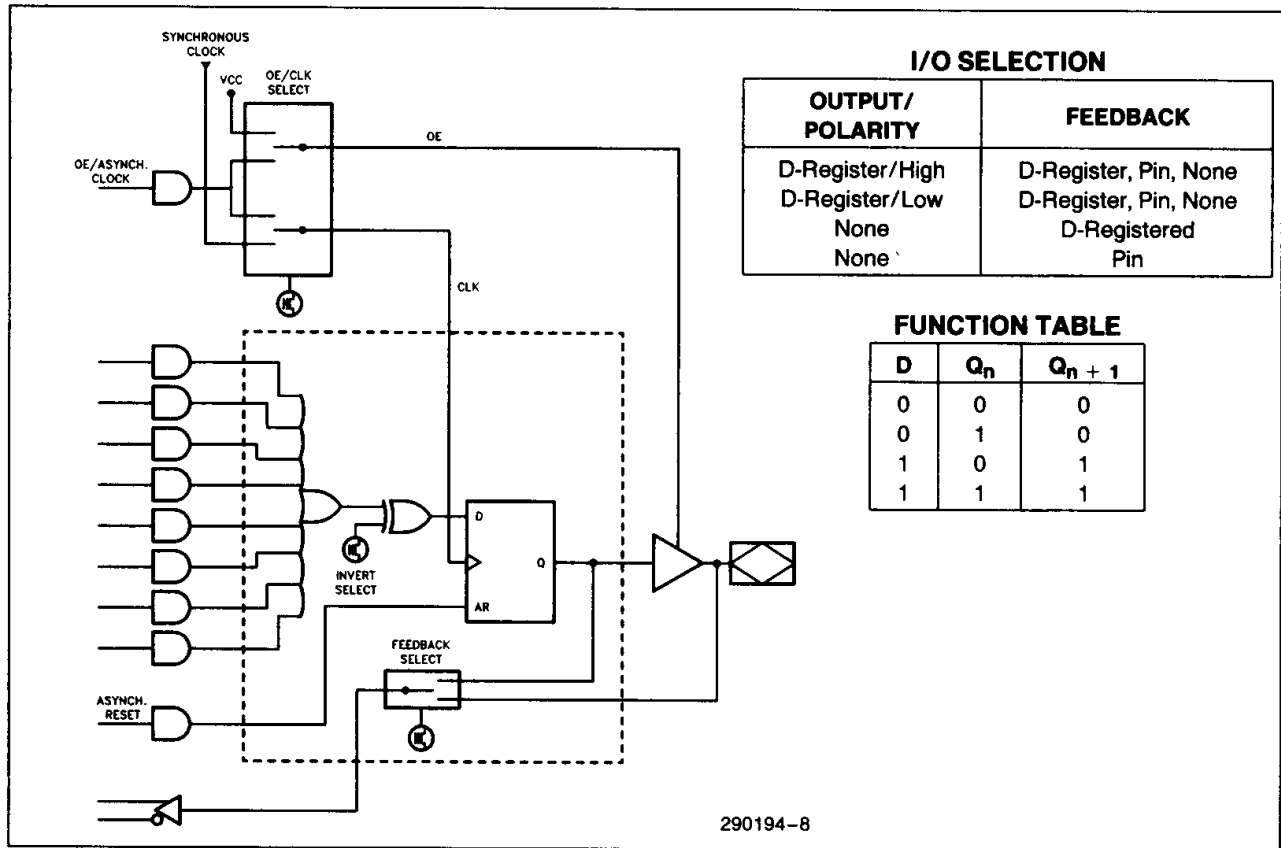 SYNCHRONOUS
CLOCK
VCC
OE/CLK
SELECT
OE
OE/ASYNCH.
CLOCK
CLK
I/O SELECTION
OUTPUT/
POLARITY
FEEDBACK
D-Register/High
D-Register, Pin, None
D-Register/Low
D-Register, Pin, None
None
D-Registered
None
Pin
FUNCTION TABLE
D Qn Qn + 1
0 0 0
0 1 0
1 0 1
1 1 1
D
Q
INVERT
SELECT
AR
FEEDBACK
SELECT
ASYNCH.
RESET
290194-8